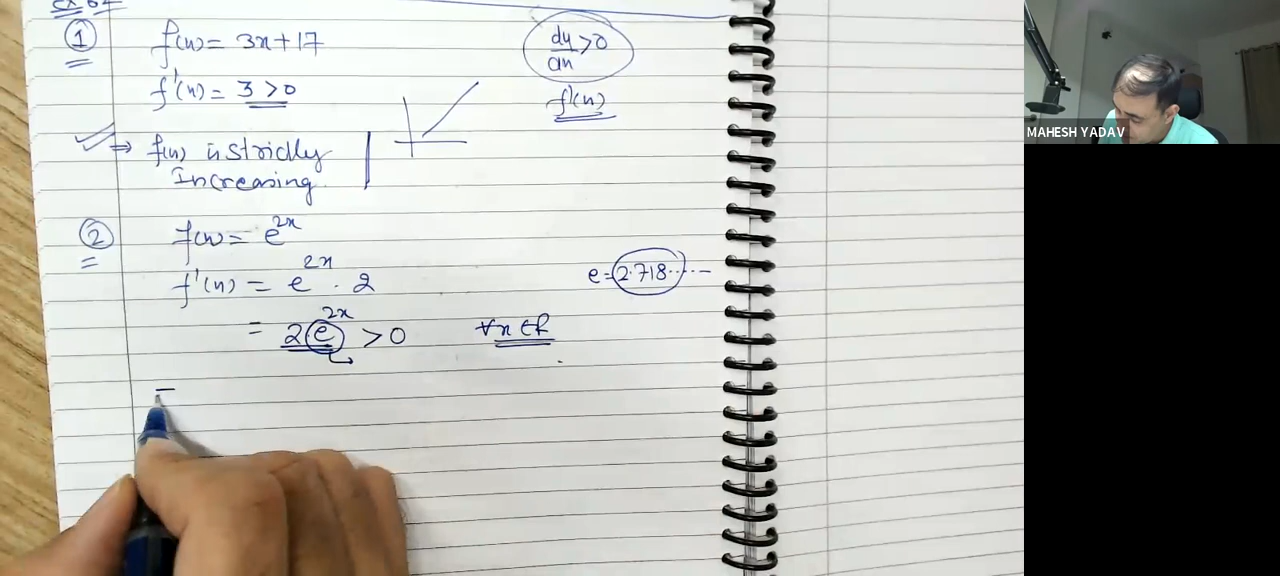 ①
f(x) = 3x + 17
f'(x) = 3 > 0
⇒ f(x) is strictly
Increasing.
dy/dx > 0
f'(x)
②
f(x) = e^2x
f'(x) = e^2x . 2
= 2e^2x > 0 ∀x ∈ R
e = 2.718.....
MAHESH YADAV